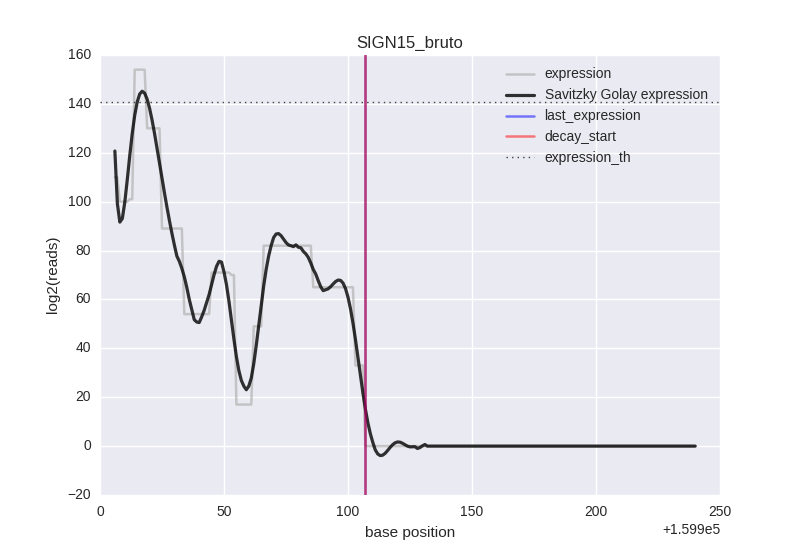 SIGN15_bruto
160
140
120
100
80
60
40
20
0
−20
log2(reads)
expression
Savitzky Golay expression
last_expression
decay_start
expression_th
0 50 100 150 200 250
+1.599e5
base position